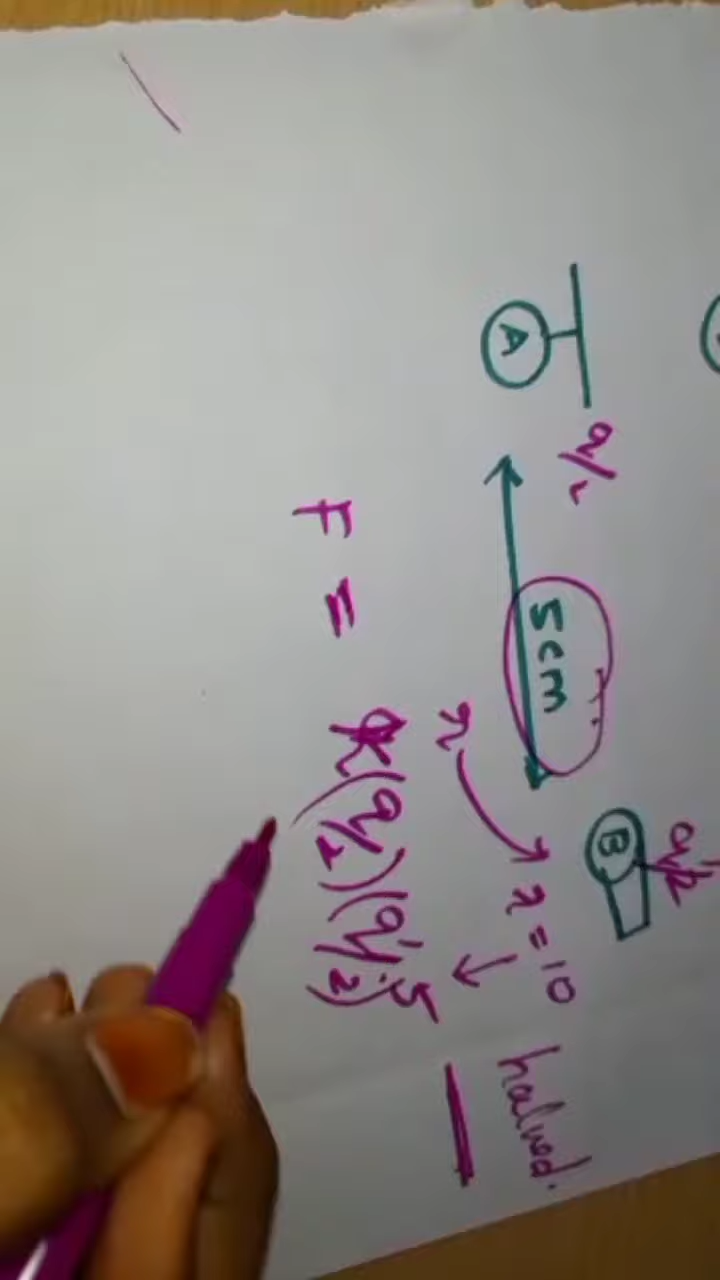 A
q/2
5cm
B
q'/2
r
r = 10
5
halved.
F = k(q/2)(q'/2)